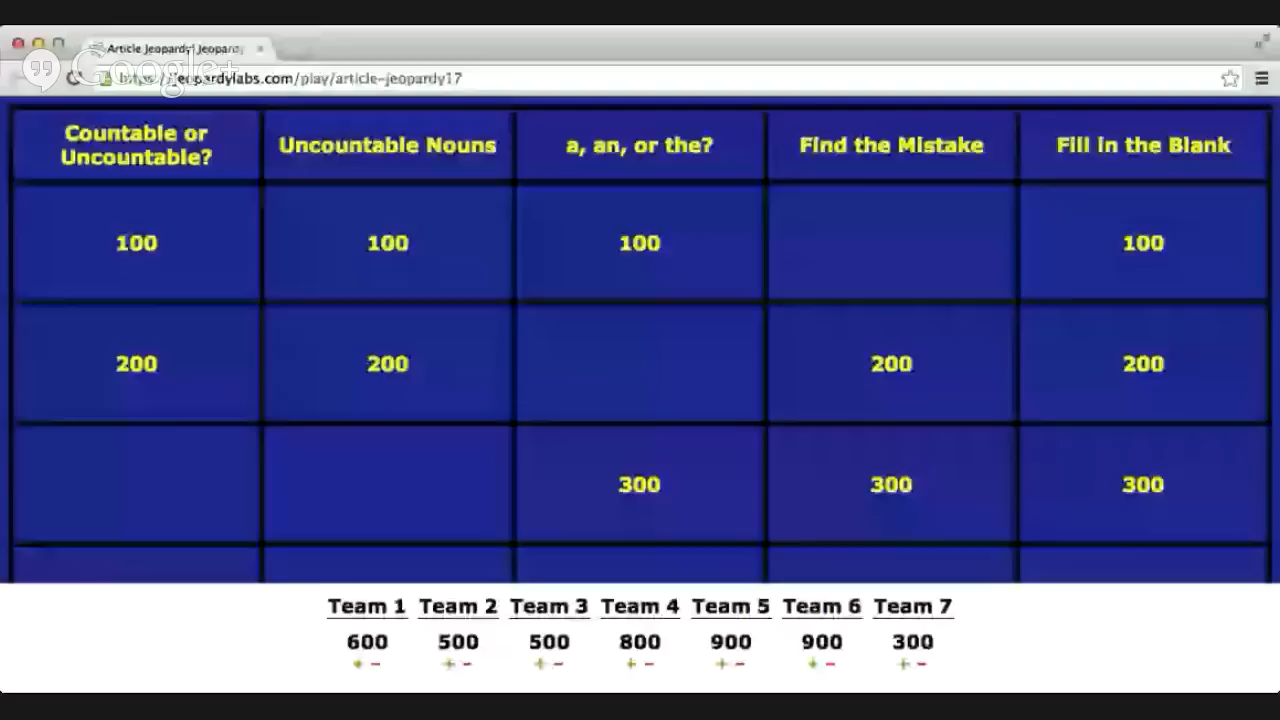 Article Jeopardy! Jeopardy
Google+
https://jeopardylabs.com/play/article-jeopardy17
Countable or
Uncountable?
Uncountable Nouns
a, an, or the?
Find the Mistake
Fill in the Blank
100 100 100 100
200 200 200 200
300 300 300
Team 1 Team 2 Team 3 Team 4 Team 5 Team 6 Team 7
600 500 500 800 900 900 300
+ - + - + - + - + - + - + -